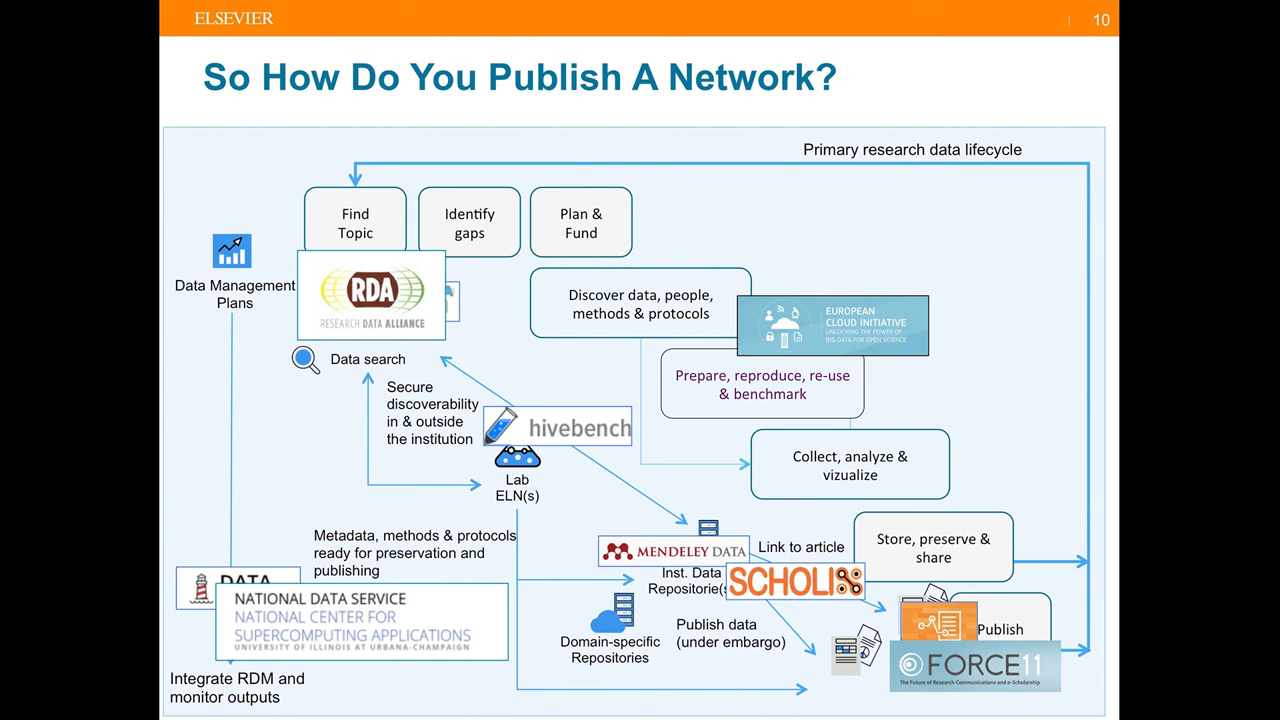 ELSEVIER
10
So How Do You Publish A Network?
Primary research data lifecycle
Find
Topic
Identify
gaps
Plan &
Fund
Data Management
Plans
RDA
RESEARCH DATA ALLIANCE
Discover data, people,
methods & protocols
EUROPEAN
CLOUD INITIATIVE
UNLOCKING THE POWER OF
BIG DATA FOR OPEN SCIENCE
Data search
Prepare, reproduce, re-use
& benchmark
Secure
discoverability
in & outside
the institution
hivebench
Collect, analyze &
vizualize
Lab
ELN(s)
Metadata, methods & protocols
ready for preservation and
publishing
MENDELEY DATA
Link to article
Store, preserve &
share
Inst. Data
Repositorie(s
SCHOLIX
DATA
NATIONAL DATA SERVICE
NATIONAL CENTER FOR
SUPERCOMPUTING APPLICATIONS
UNIVERSITY OF ILLINOIS AT URBANA-CHAMPAIGN
Domain-specific
Repositories
Publish data
(under embargo)
Publish
FORCE11
The Future of Research Communications and e-Scholarship
Integrate RDM and
monitor outputs